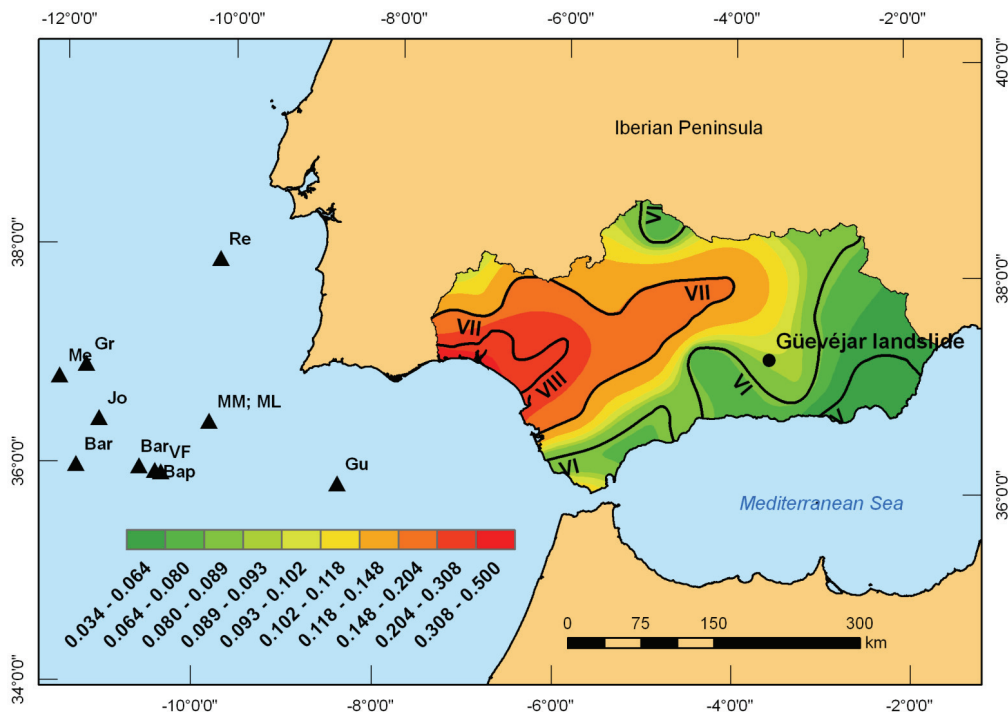 -12°0'0"
-10°0'0"
-8°0'0"
-6°0'0"
-4°0'0"
-2°0'0"
40°0'0"
Iberian Peninsula
38°0'0"
38°0'0"
Re
VI
VII
VII
Gr
Me
Güevéjar landslide
Jo
MM; ML
VIII
VI
V
Bar
Bar
VF
Bap
Gu
VI
36°0'0"
36°0'0"
Mediterranean Sea
0.034 - 0.064
0.064 - 0.080
0.080 - 0.089
0.089 - 0.093
0.093 - 0.102
0.102 - 0.118
0.118 - 0.148
0.148 - 0.204
0.204 - 0.308
0.308 - 0.500
0 75 150 300
km
34°0'0"
-10°0'0"
-8°0'0"
-6°0'0"
-4°0'0"
-2°0'0"